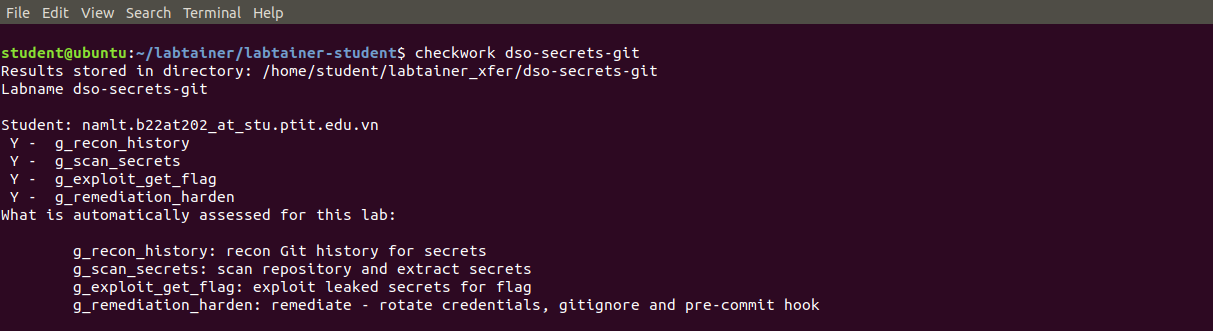 File Edit View Search Terminal Help
student@ubuntu:~/labtainer/labtainer-student$ checkwork dso-secrets-git
Results stored in directory: /home/student/labtainer_xfer/dso-secrets-git
Labname dso-secrets-git
Student: namlt.b22at202_at_stu.ptit.edu.vn
Y - g_recon_history
Y - g_scan_secrets
Y - g_exploit_get_flag
Y - g_remediation_harden
What is automatically assessed for this lab:
g_recon_history: recon Git history for secrets
g_scan_secrets: scan repository and extract secrets
g_exploit_get_flag: exploit leaked secrets for flag
g_remediation_harden: remediate - rotate credentials, gitignore and pre-commit hook